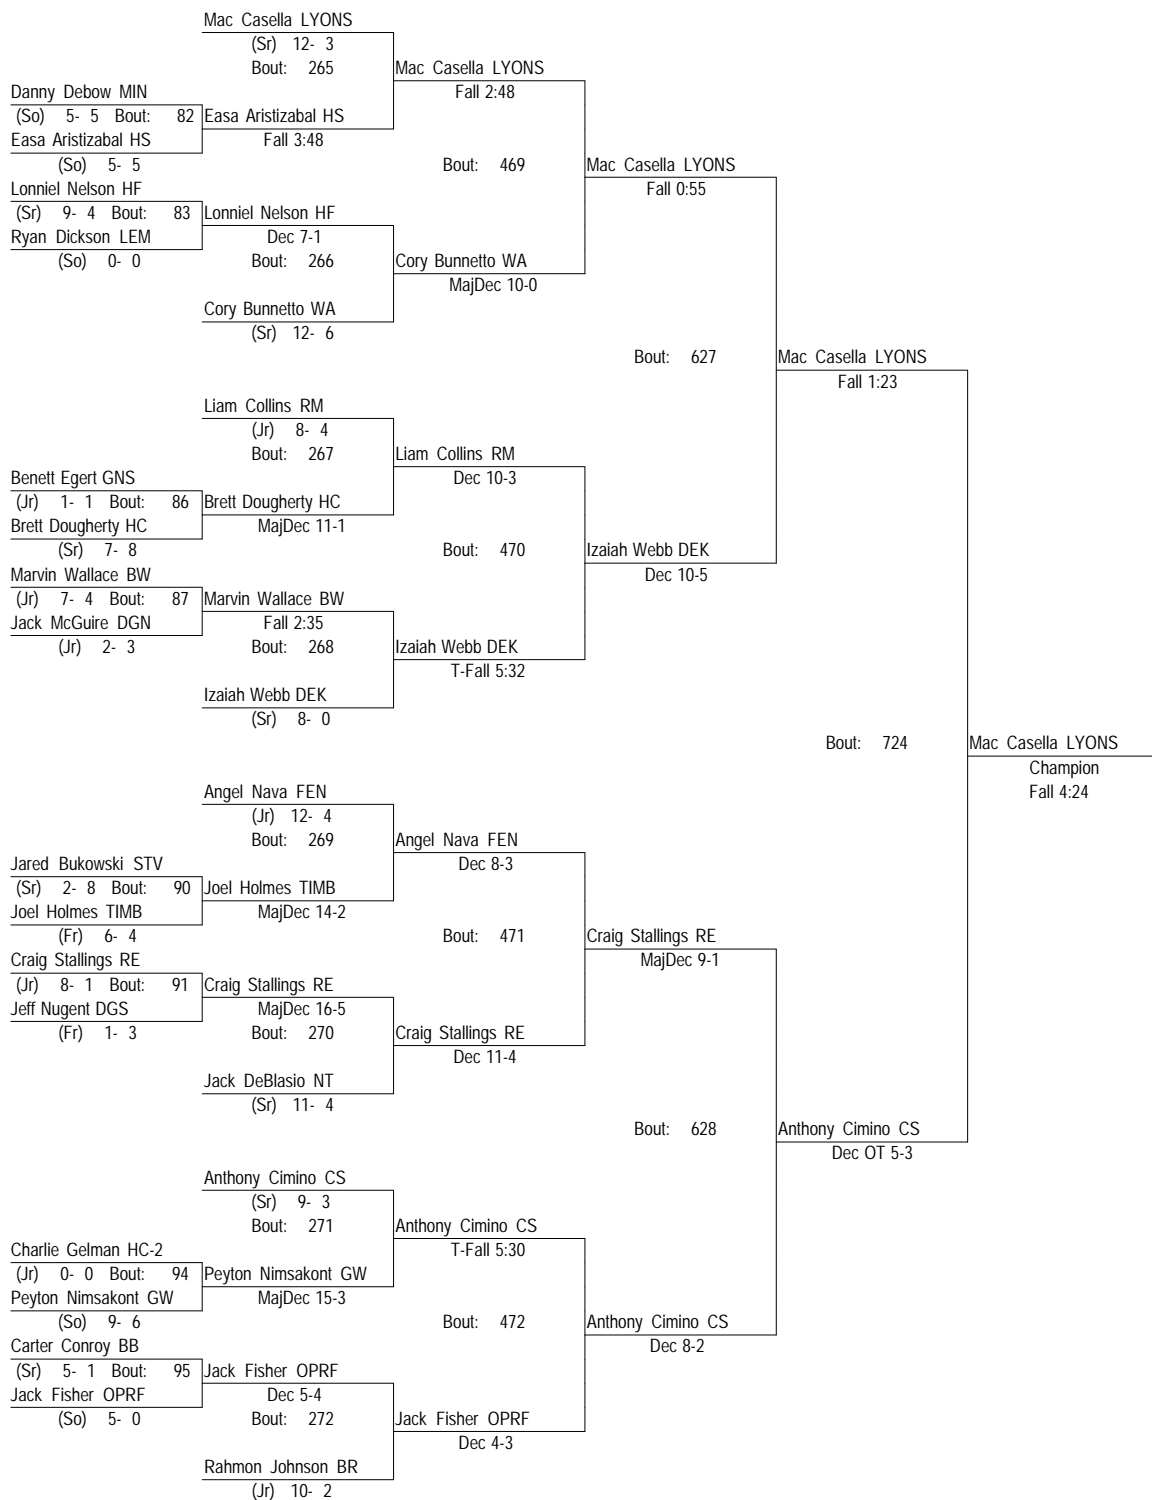 Mac Casella LYONS
(Sr) 12- 3
Bout: 265
Mac Casella LYONS
Fall 2:48
Danny Debow MIN
(So) 5- 5 Bout: 82 Easa Aristizabal HS
Easa Aristizabal HS
Fall 3:48
(So) 5- 5
Bout: 469
Mac Casella LYONS
Fall 0:55
Lonniel Nelson HF
(Sr) 9- 4 Bout: 83 Lonniel Nelson HF
Ryan Dickson LEM
Dec 7-1
(So) 0- 0
Bout: 266
Cory Bunnetto WA
MajDec 10-0
Cory Bunnetto WA
(Sr) 12- 6
Bout: 627
Mac Casella LYONS
Fall 1:23
Liam Collins RM
(Jr) 8- 4
Bout: 267
Liam Collins RM
Dec 10-3
Benett Egert GNS
(Jr) 1- 1 Bout: 86 Brett Dougherty HC
Brett Dougherty HC
MajDec 11-1
(Sr) 7- 8
Bout: 470
Izaiah Webb DEK
Dec 10-5
Marvin Wallace BW
(Jr) 7- 4 Bout: 87 Marvin Wallace BW
Jack McGuire DGN
Fall 2:35
(Jr) 2- 3
Bout: 268
Izaiah Webb DEK
T-Fall 5:32
Izaiah Webb DEK
(Sr) 8- 0
Bout: 724
Mac Casella LYONS
Champion
Fall 4:24
Angel Nava FEN
(Jr) 12- 4
Bout: 269
Angel Nava FEN
Dec 8-3
Jared Bukowski STV
(Sr) 2- 8 Bout: 90 Joel Holmes TIMB
Joel Holmes TIMB
MajDec 14-2
(Fr) 6- 4
Bout: 471
Craig Stallings RE
MajDec 9-1
Craig Stallings RE
(Jr) 8- 1 Bout: 91 Craig Stallings RE
Jeff Nugent DGS
MajDec 16-5
(Fr) 1- 3
Bout: 270
Craig Stallings RE
Dec 11-4
Jack DeBlasio NT
(Sr) 11- 4
Bout: 628
Anthony Cimino CS
Dec OT 5-3
Anthony Cimino CS
(Sr) 9- 3
Bout: 271
Anthony Cimino CS
T-Fall 5:30
Charlie Gelman HC-2
(Jr) 0- 0 Bout: 94 Peyton Nimsakont GW
Peyton Nimsakont GW
MajDec 15-3
(So) 9- 6
Bout: 472
Anthony Cimino CS
Dec 8-2
Carter Conroy BB
(Sr) 5- 1 Bout: 95 Jack Fisher OPRF
Jack Fisher OPRF
Dec 5-4
(So) 5- 0
Bout: 272
Jack Fisher OPRF
Dec 4-3
Rahmon Johnson BR
(Jr) 10- 2